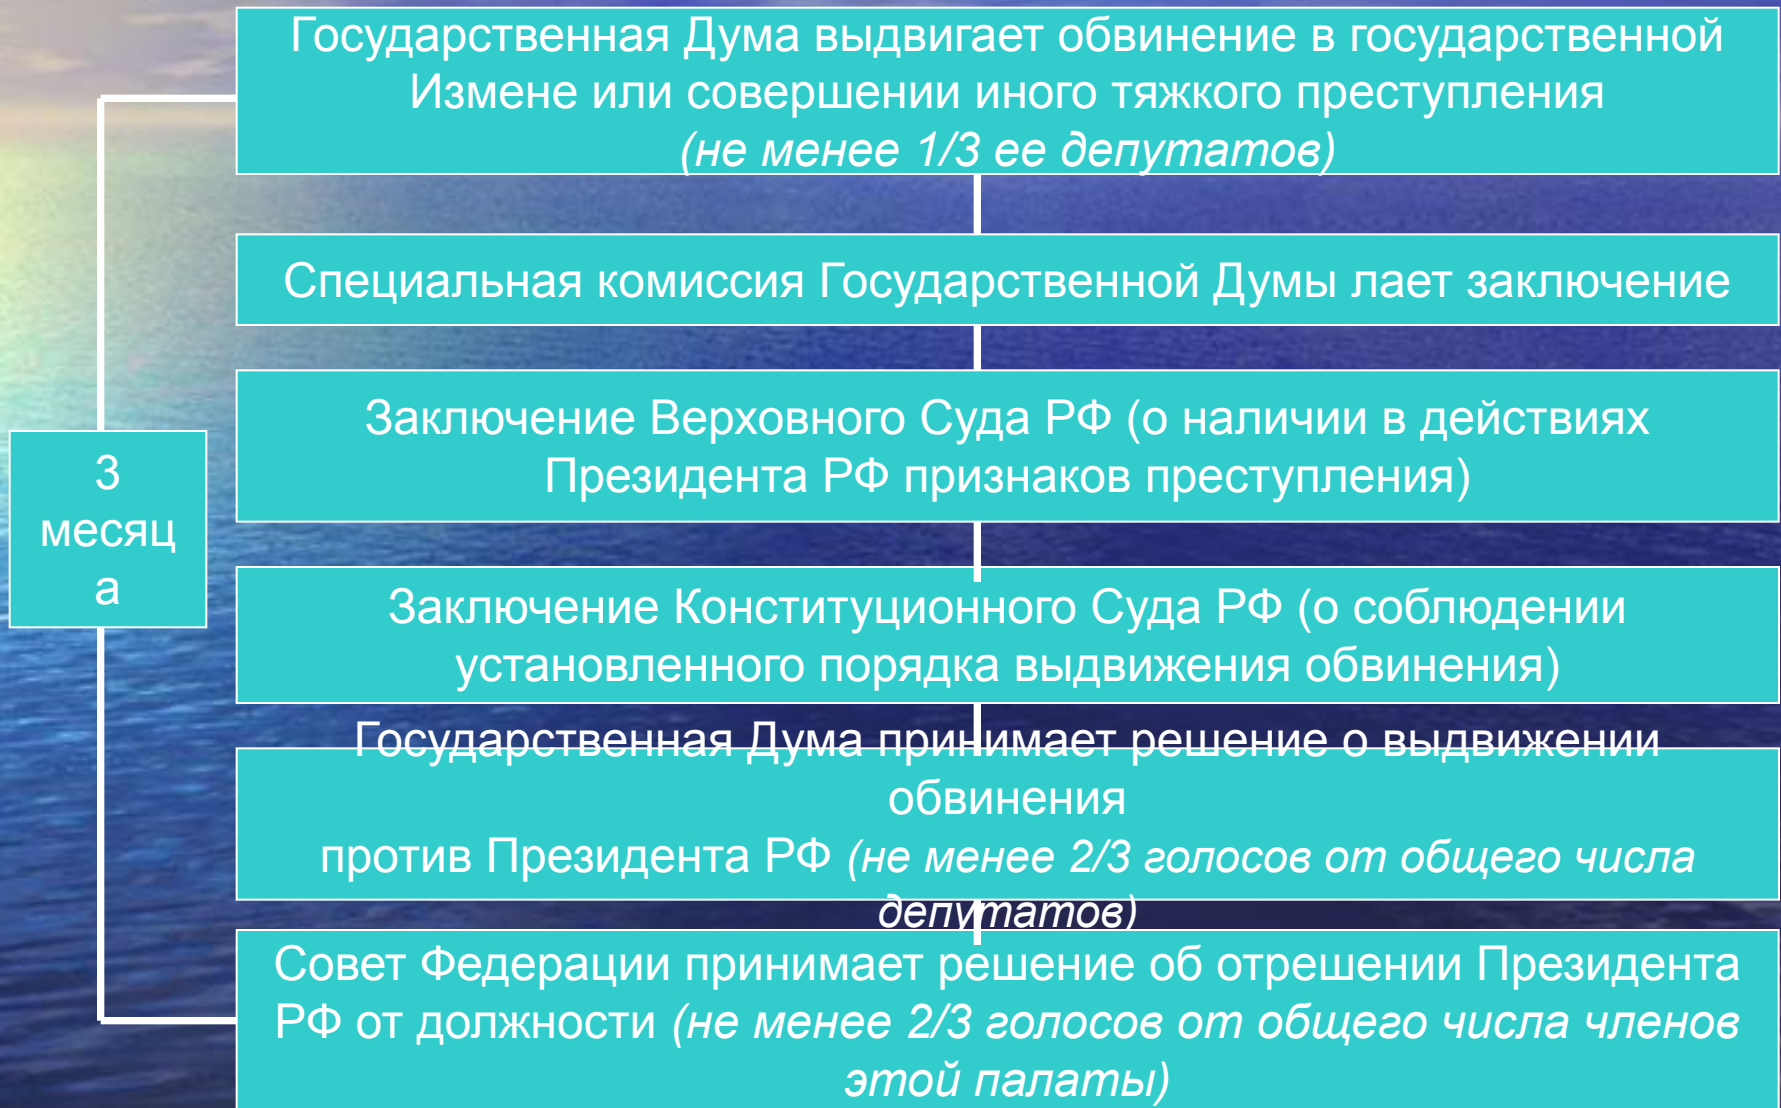 Государственная Дума выдвигает обвинение в государственной
Измене или совершении иного тяжкого преступления
(не менее 1/3 ее депутатов)
Специальная комиссия Государственной Думы лает заключение
Заключение Верховного Суда РФ (о наличии в действиях
Президента РФ признаков преступления)
3
месяц
а
Заключение Конституционного Суда РФ (о соблюдении
установленного порядка выдвижения обвинения)
Государственная Дума принимает решение о выдвижении
обвинения
против Президента РФ (не менее 2/3 голосов от общего числа
депутатов)
Совет Федерации принимает решение об отрешении Президента
РФ от должности (не менее 2/3 голосов от общего числа членов
этой палаты)